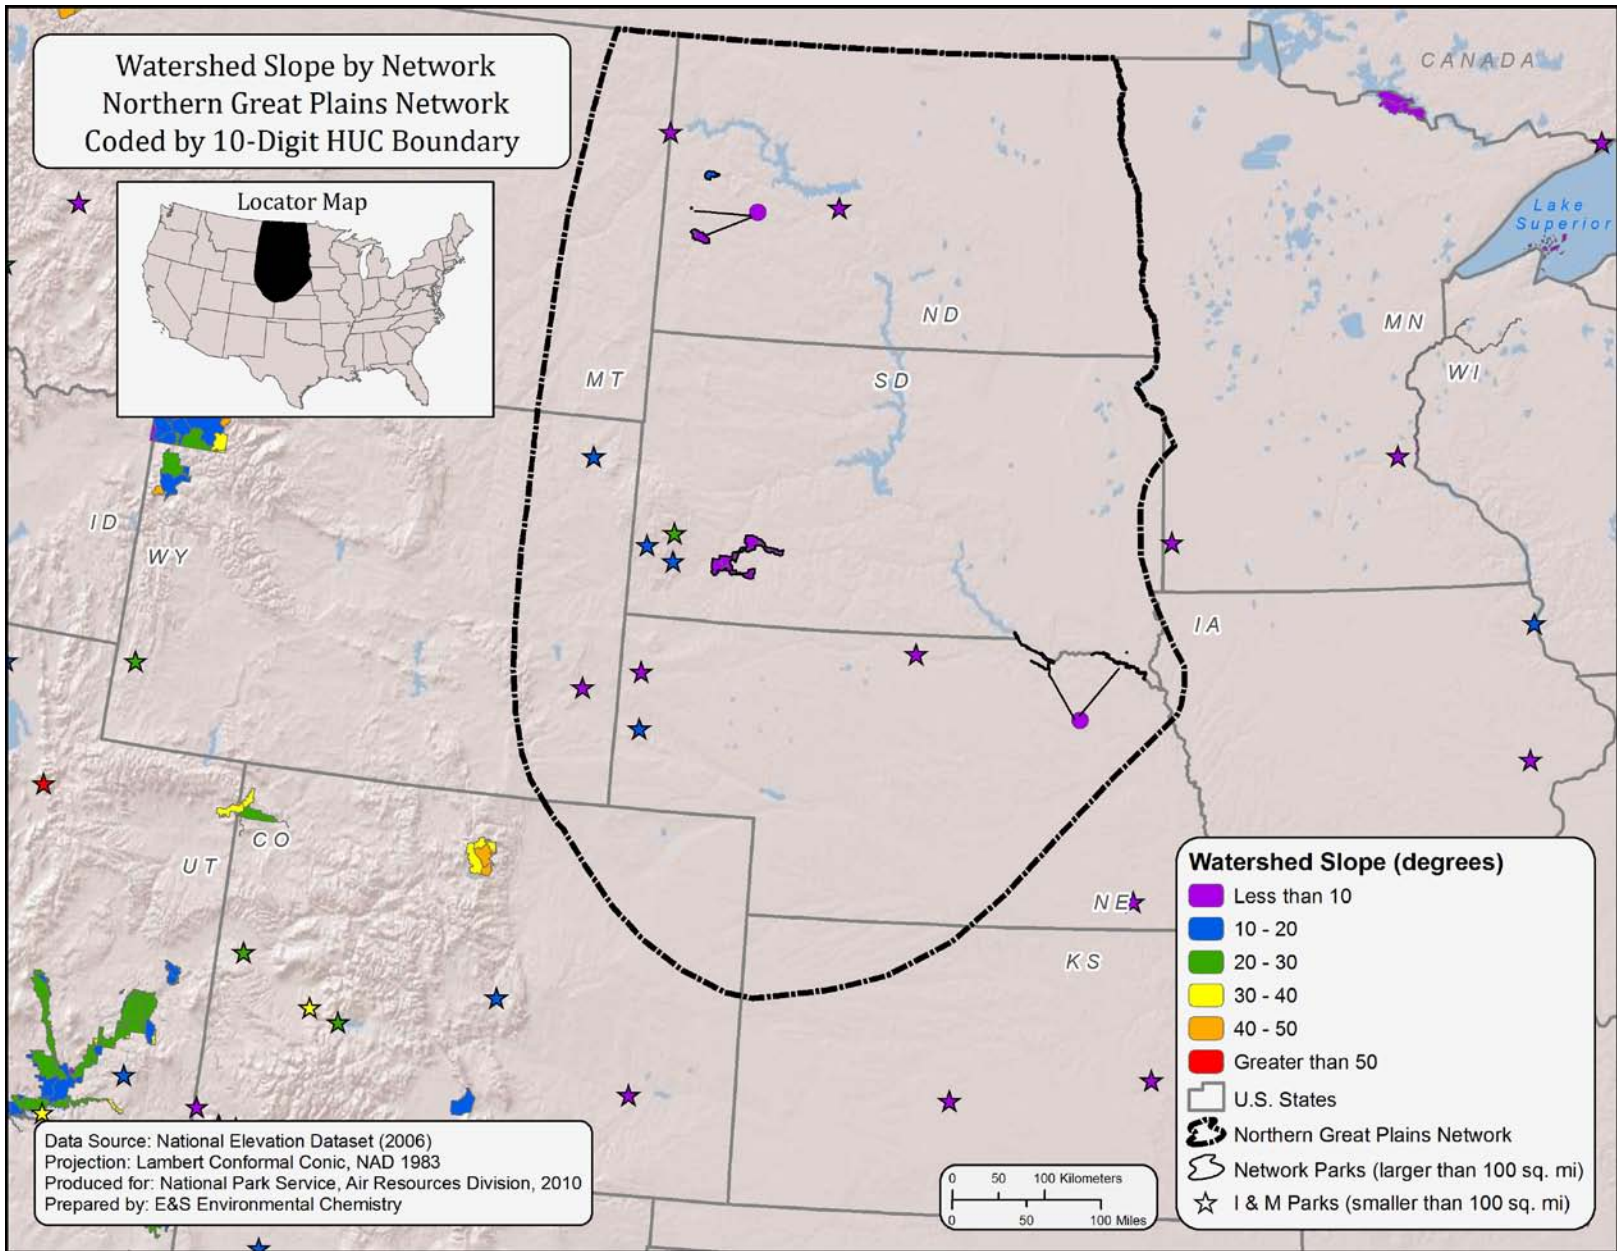 Watershed Slope by Network
Northern Great Plains Network
Coded by 10-Digit HUC Boundary
Locator Map
CANADA
Lake
Superior
ND
MN
WI
MT
SD
ID
WY
IA
CO
UT
NE
KS
Watershed Slope (degrees)
Less than 10
10 - 20
20 - 30
30 - 40
40 - 50
Greater than 50
U.S. States
Northern Great Plains Network
Network Parks (larger than 100 sq. mi)
I & M Parks (smaller than 100 sq. mi)
Data Source: National Elevation Dataset (2006)
Projection: Lambert Conformal Conic, NAD 1983
Produced for: National Park Service, Air Resources Division, 2010
Prepared by: E&S Environmental Chemistry
0 50 100 Kilometers
0 50 100 Miles